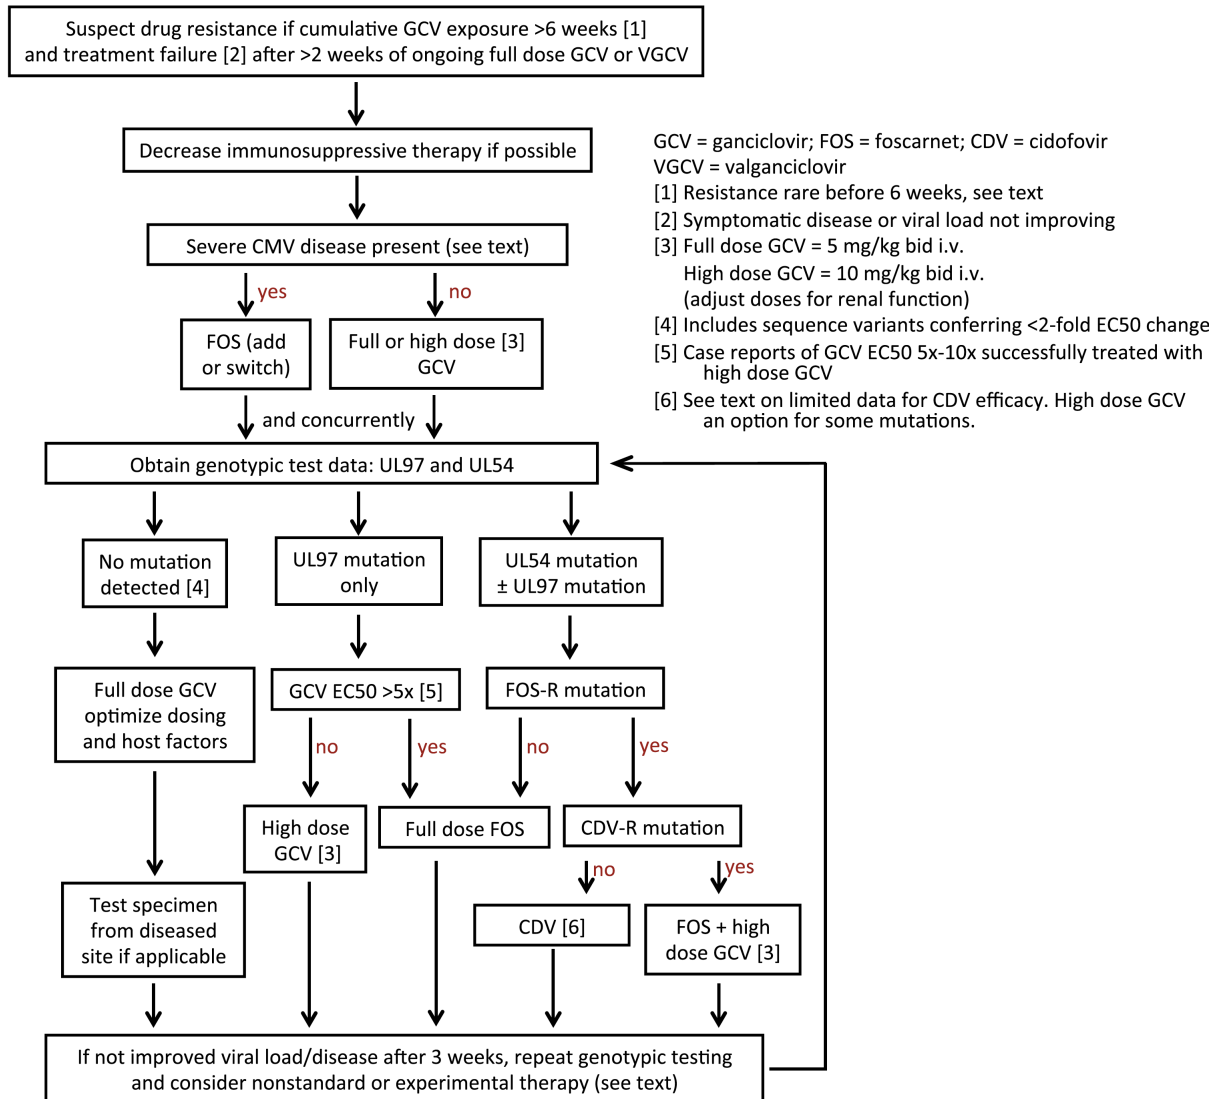 Suspect drug resistance if cumulative GCV exposure >6 weeks [1]
and treatment failure [2] after >2 weeks of ongoing full dose GCV or VGCV
Decrease immunosuppressive therapy if possible
GCV = ganciclovir; FOS = foscarnet; CDV = cidofovir
VGCV = valganciclovir
[1] Resistance rare before 6 weeks, see text
[2] Symptomatic disease or viral load not improving
[3] Full dose GCV = 5 mg/kg bid i.v.
High dose GCV = 10 mg/kg bid i.v.
(adjust doses for renal function)
[4] Includes sequence variants conferring <2-fold EC50 change
[5] Case reports of GCV EC50 5x-10x successfully treated with
high dose GCV
[6] See text on limited data for CDV efficacy. High dose GCV
an option for some mutations.
Severe CMV disease present (see text)
yes
no
FOS (add
or switch)
Full or high dose [3]
GCV
and concurrently
Obtain genotypic test data: UL97 and UL54
No mutation
detected [4]
UL97 mutation
only
UL54 mutation
± UL97 mutation
Full dose GCV
optimize dosing
and host factors
GCV EC50 >5x [5]
FOS-R mutation
no
yes
no
yes
High dose
GCV [3]
Full dose FOS
CDV-R mutation
no
yes
Test specimen
from diseased
site if applicable
CDV [6]
FOS + high
dose GCV [3]
If not improved viral load/disease after 3 weeks, repeat genotypic testing
and consider nonstandard or experimental therapy (see text)